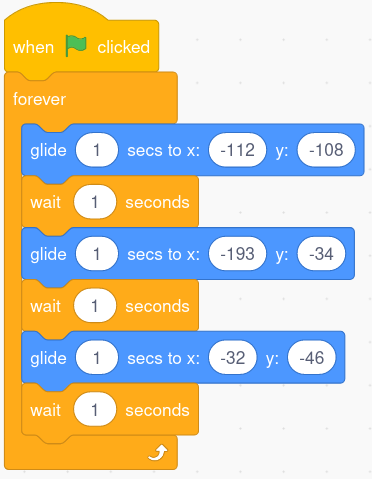 when clicked
forever
glide 1 secs to x: -112 y: -108
wait 1 seconds
glide 1 secs to x: -193 y: -34
wait 1 seconds
glide 1 secs to x: -32 y: -46
wait 1 seconds